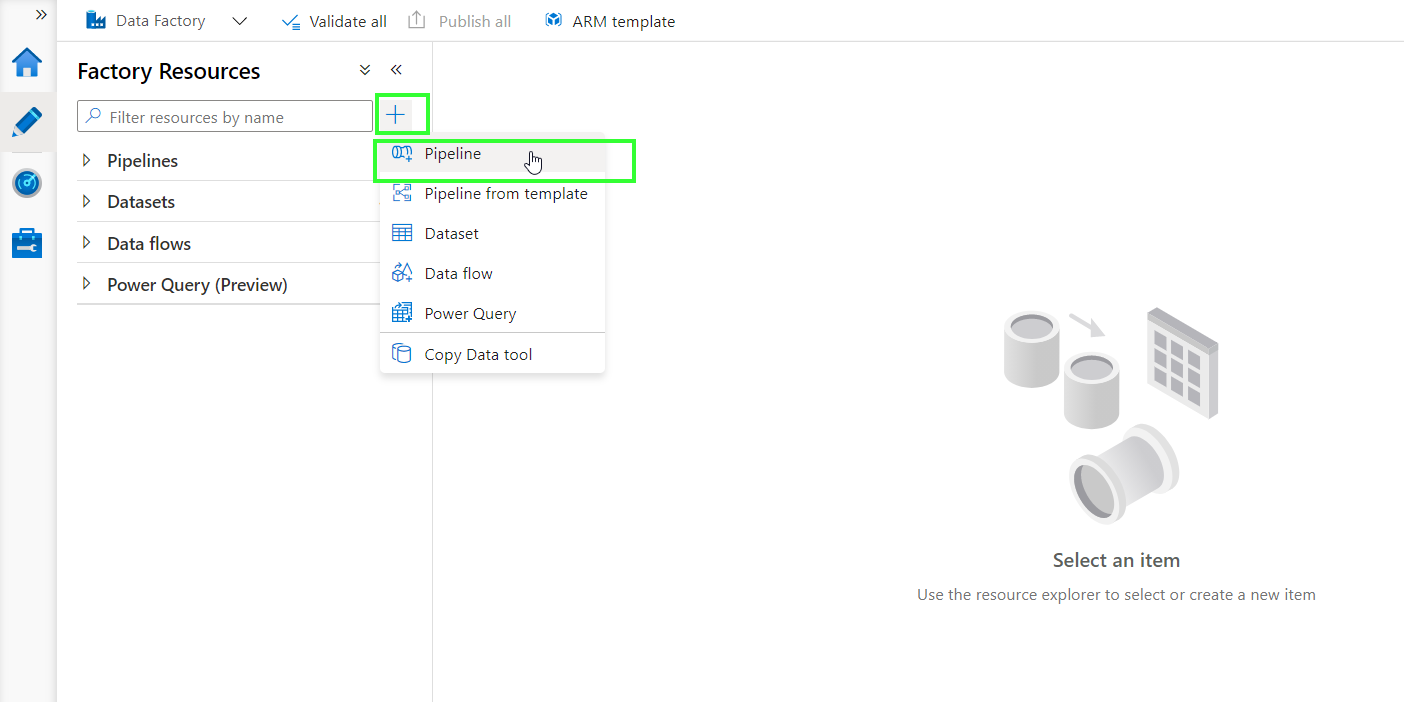 Data Factory
Validate all
Publish all
ARM template
Factory Resources
Filter resources by name
Pipelines
Datasets
Data flows
Power Query (Preview)
Pipeline
Pipeline from template
Dataset
Data flow
Power Query
Copy Data tool
Select an item
Use the resource explorer to select or create a new item